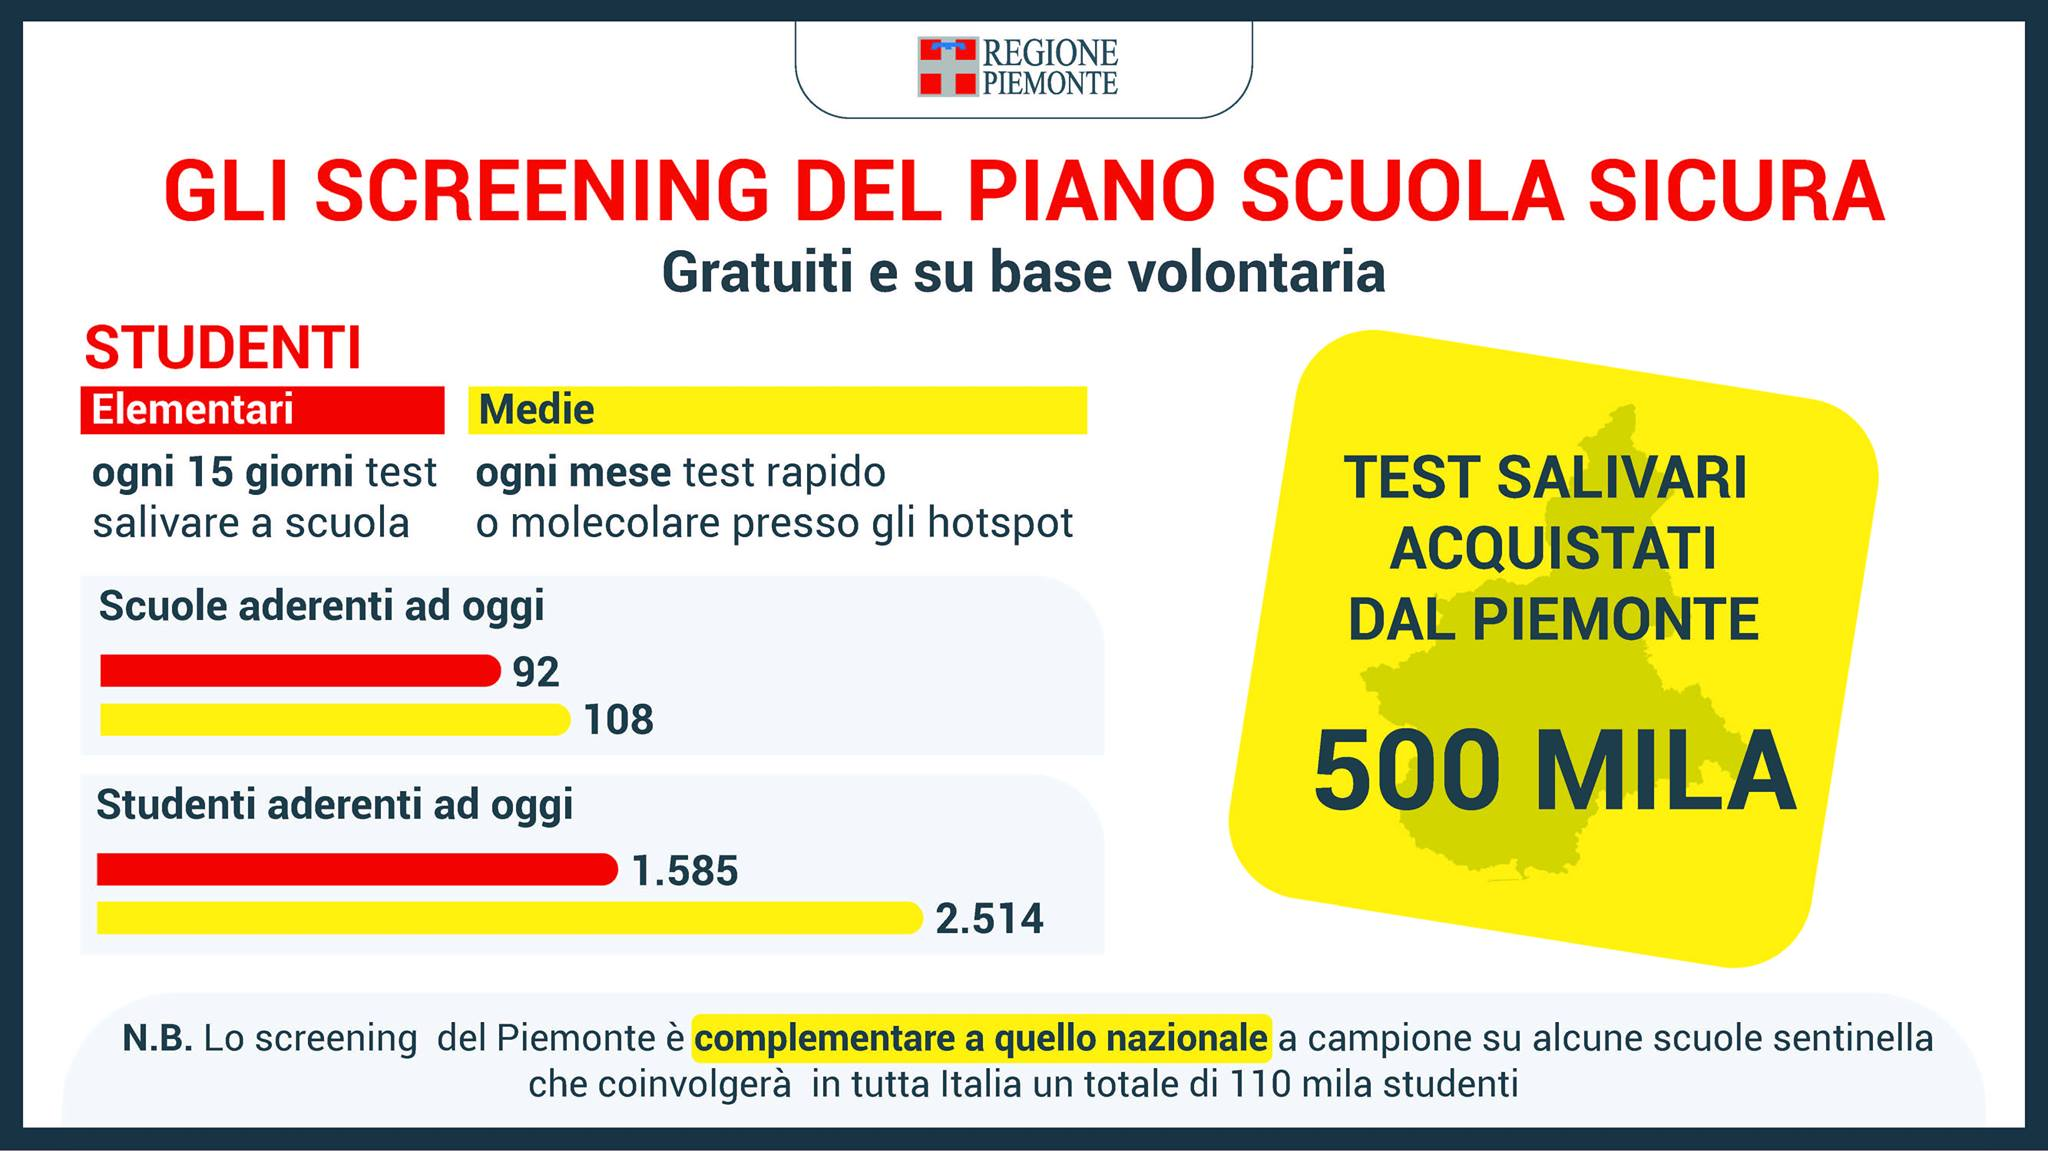 REGIONE
PIEMONTE
GLI SCREENING DEL PIANO SCUOLA SICURA
Gratuiti e su base volontaria
STUDENTI
Elementari
ogni 15 giorni test
salivare a scuola
Medie
ogni mese test rapido
o molecolare presso gli hotspot
Scuole aderenti ad oggi
92
108
Studenti aderenti ad oggi
1.585
2.514
TEST SALIVARI
ACQUISTATI
DAL PIEMONTE
500 MILA
N.B. Lo screening del Piemonte è complementare a quello nazionale a campione su alcune scuole sentinella
che coinvolgerà in tutta Italia un totale di 110 mila studenti